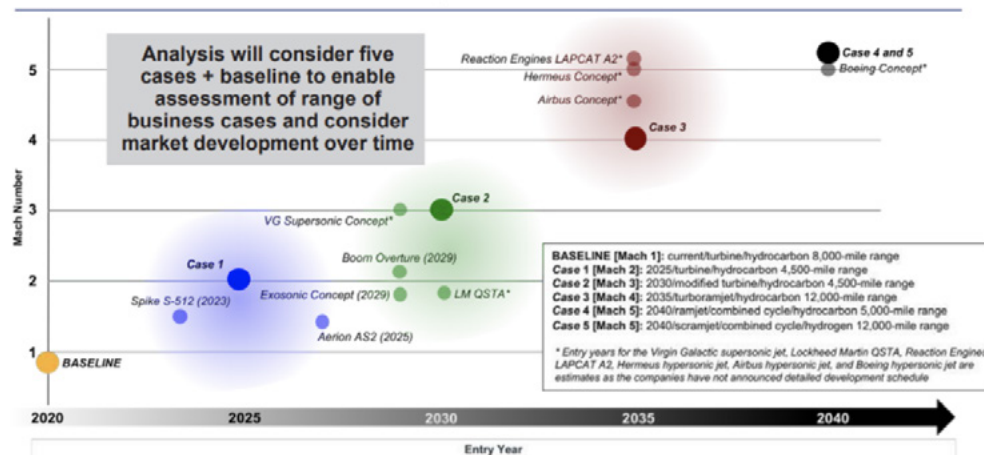 Analysis will consider five
cases + baseline to enable
assessment of range of
business cases and consider
market development over time
Mach Number
5
4
3
2
1
Reaction Engines LAPCAT A2*
Hermeus Concept*
Airbus Concept*
Case 3
Case 4 and 5
Boeing Concept*
Case 2
VG Supersonic Concept*
Boom Overture (2029)
Case 1
Spike S-512 (2023)
Exosonic Concept (2029)
LM QSTA*
Aerion AS2 (2025)
BASELINE
BASELINE [Mach 1]: current/turbine/hydrocarbon 8,000-mile range
Case 1 [Mach 2]: 2025/turbine/hydrocarbon 4,500-mile range
Case 2 [Mach 3]: 2030/modified turbine/hydrocarbon 4,500-mile range
Case 3 [Mach 4]: 2035/turboramjet/hydrocarbon 12,000-mile range
Case 4 [Mach 5]: 2040/ramjet/combined cycle/hydrocarbon 5,000-mile range
Case 5 [Mach 5]: 2040/scramjet/combined cycle/hydrogen 12,000-mile range
* Entry years for the Virgin Galactic supersonic jet, Lockheed Martin QSTA, Reaction Engines
LAPCAT A2, Hermeus hypersonic jet, Airbus hypersonic jet, and Boeing hypersonic jet are
estimates as the companies have not announced detailed development schedule
2020 2025 2030 2035 2040
Entry Year